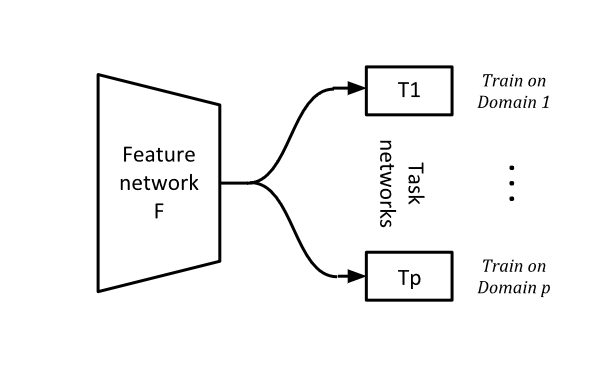 Feature
network
F
T1
Train on
Domain 1
Task
networks
Tp
Train on
Domain p